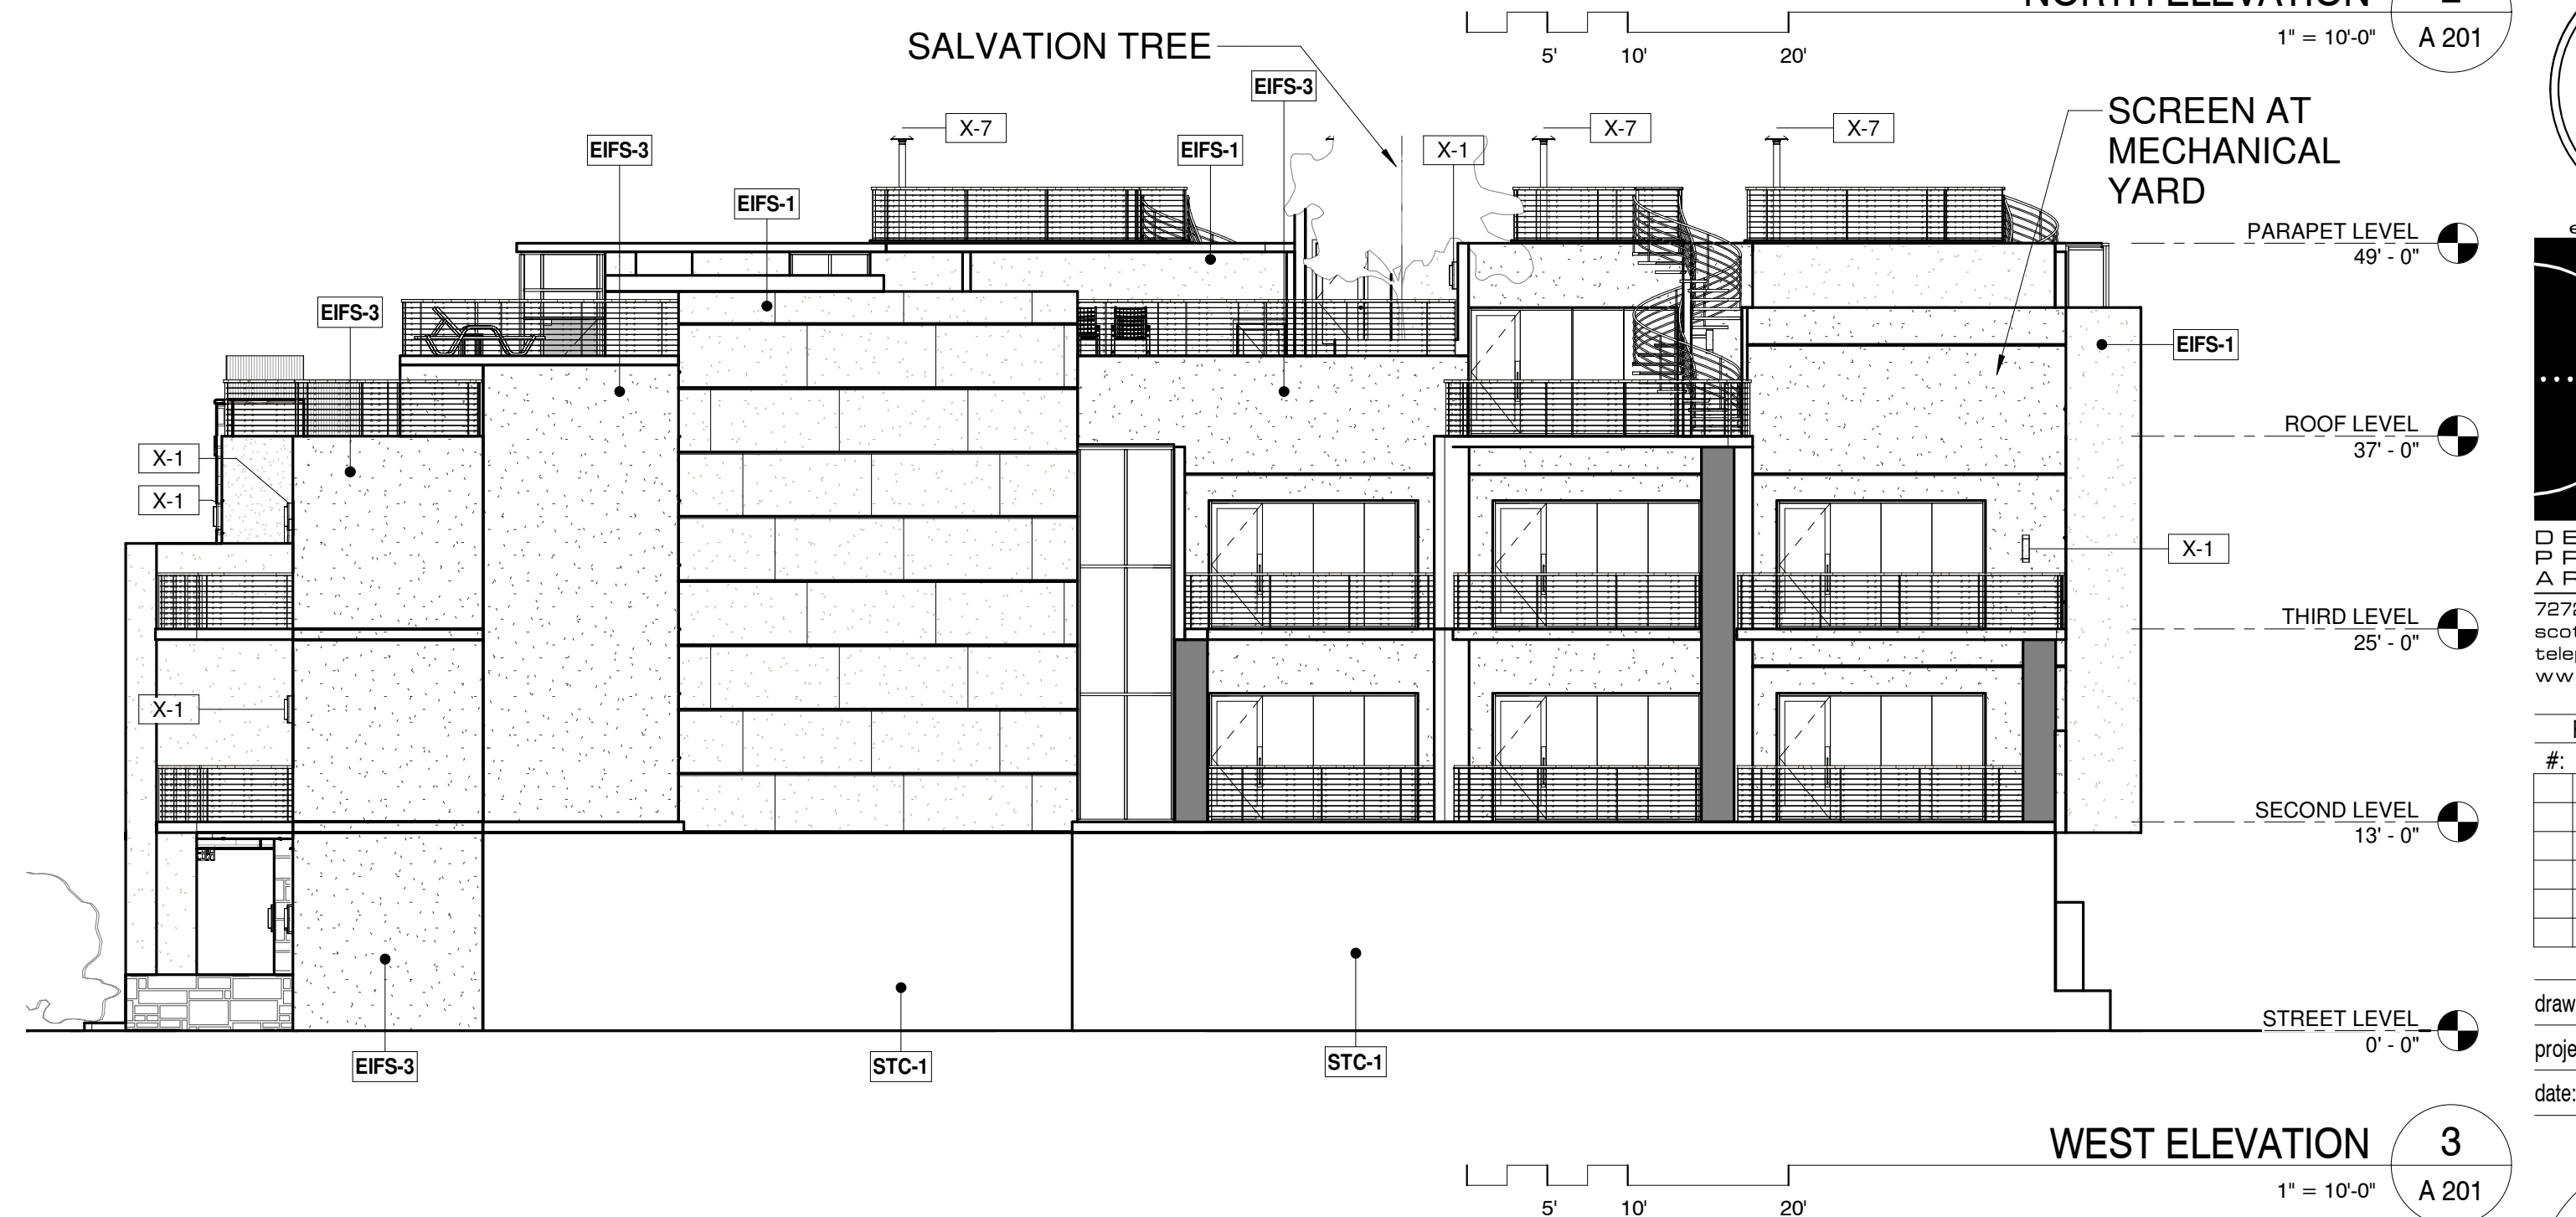 A 201
1" = 10'-0"
5' 10' 20'
SALVATION TREE
EIFS-3
SCREEN AT
MECHANICAL
YARD
X-7
X-7
X-7
EIFS-3
EIFS-1
X-1
EIFS-1
PARAPET LEVEL
49' - 0"
EIFS-3
EIFS-1
ROOF LEVEL
37' - 0"
X-1
X-1
X-1
THIRD LEVEL
25' - 0"
X-1
SECOND LEVEL
13' - 0"
STREET LEVEL
0' - 0"
EIFS-3
STC-1
STC-1
WEST ELEVATION
3
1" = 10'-0"
A 201
5' 10' 20'
7272
#:
date: